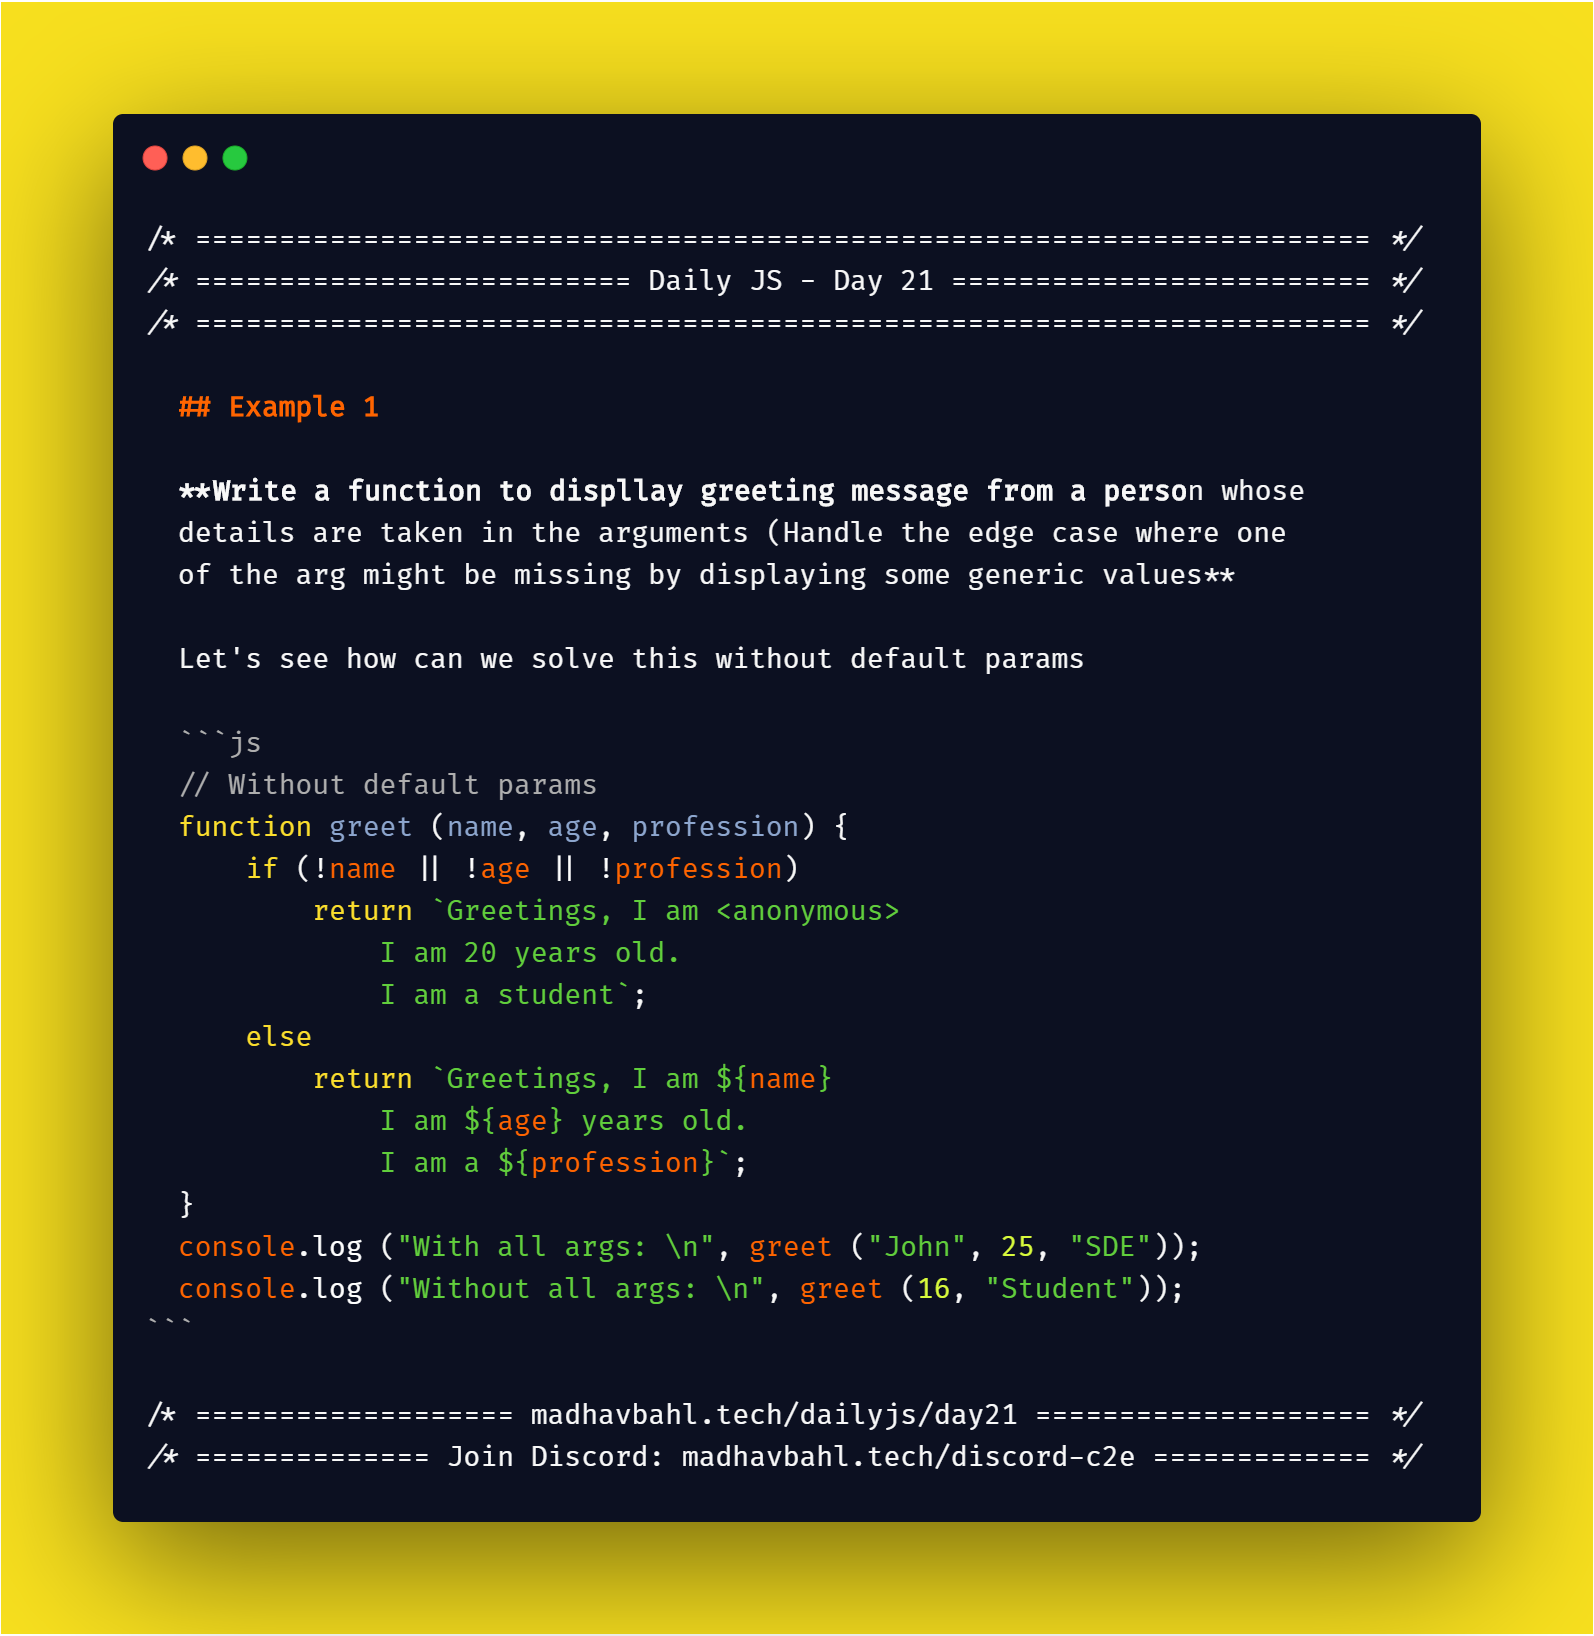 /* ====================================================================== */
/* ========================== Daily JS - Day 21 ========================= */
/* ====================================================================== */
## Example 1
**Write a function to displlay greeting message from a person whose
details are taken in the arguments (Handle the edge case where one
of the arg might be missing by displaying some generic values**
Let's see how can we solve this without default params
```js
// Without default params
function greet (name, age, profession) {
if (!name || !age || !profession)
return `Greetings, I am <anonymous>
I am 20 years old.
I am a student`;
else
return `Greetings, I am ${name}
I am ${age} years old.
I am a ${profession}`;
}
console.log ("With all args: \n", greet ("John", 25, "SDE"));
console.log ("Without all args: \n", greet (16, "Student"));
```
/* =================== madhavbahl.tech/dailyjs/day21 ==================== */
/* ============== Join Discord: madhavbahl.tech/discord-c2e ============= */